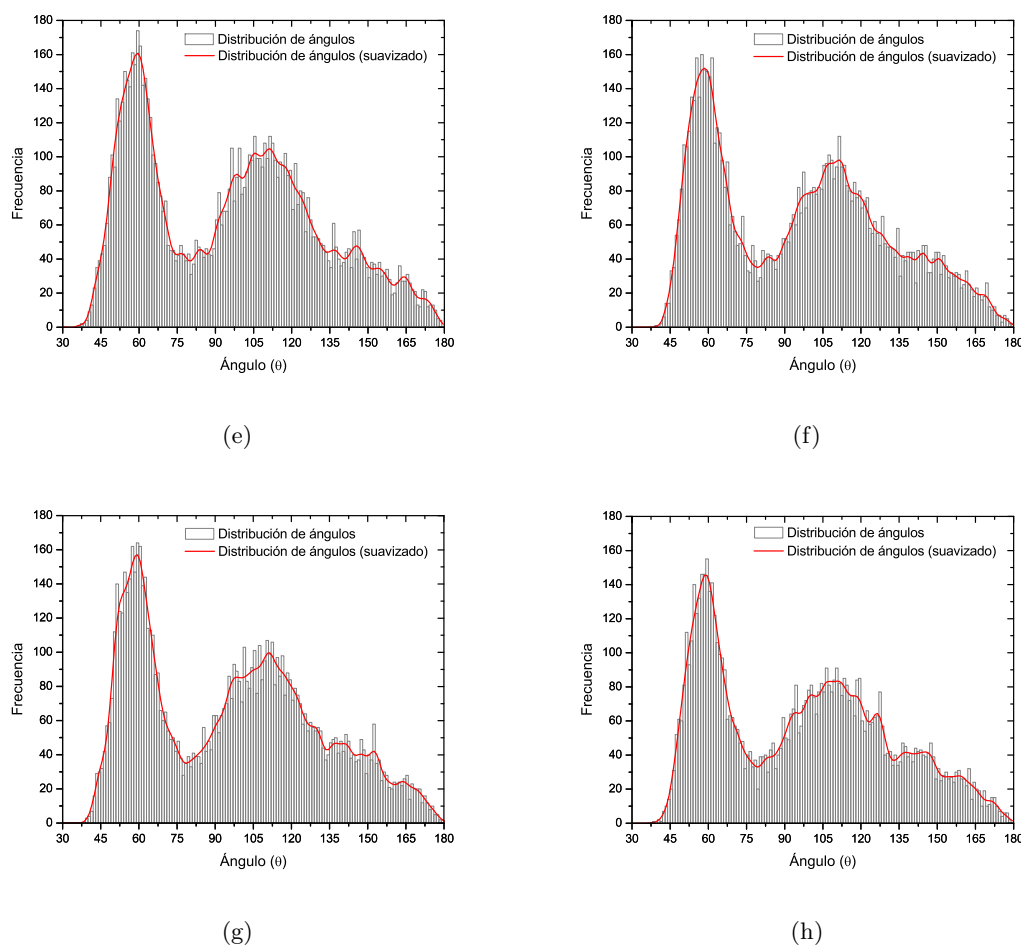 180
160
140
120
100
80
60
40
20
0
Frecuencia
Distribución de ángulos
Distribución de ángulos (suavizado)
30 45 60 75 90 105 120 135 150 165 180
Ángulo (θ)
(e)
180
160
140
120
100
80
60
40
20
0
Frecuencia
Distribución de ángulos
Distribución de ángulos (suavizado)
30 45 60 75 90 105 120 135 150 165 180
Ángulo (θ)
(f)
180
160
140
120
100
80
60
40
20
0
Frecuencia
Distribución de ángulos
Distribución de ángulos (suavizado)
30 45 60 75 90 105 120 135 150 165 180
Ángulo (θ)
(g)
180
160
140
120
100
80
60
40
20
0
Frecuencia
Distribución de ángulos
Distribución de ángulos (suavizado)
30 45 60 75 90 105 120 135 150 165 180
Ángulo (θ)
(h)